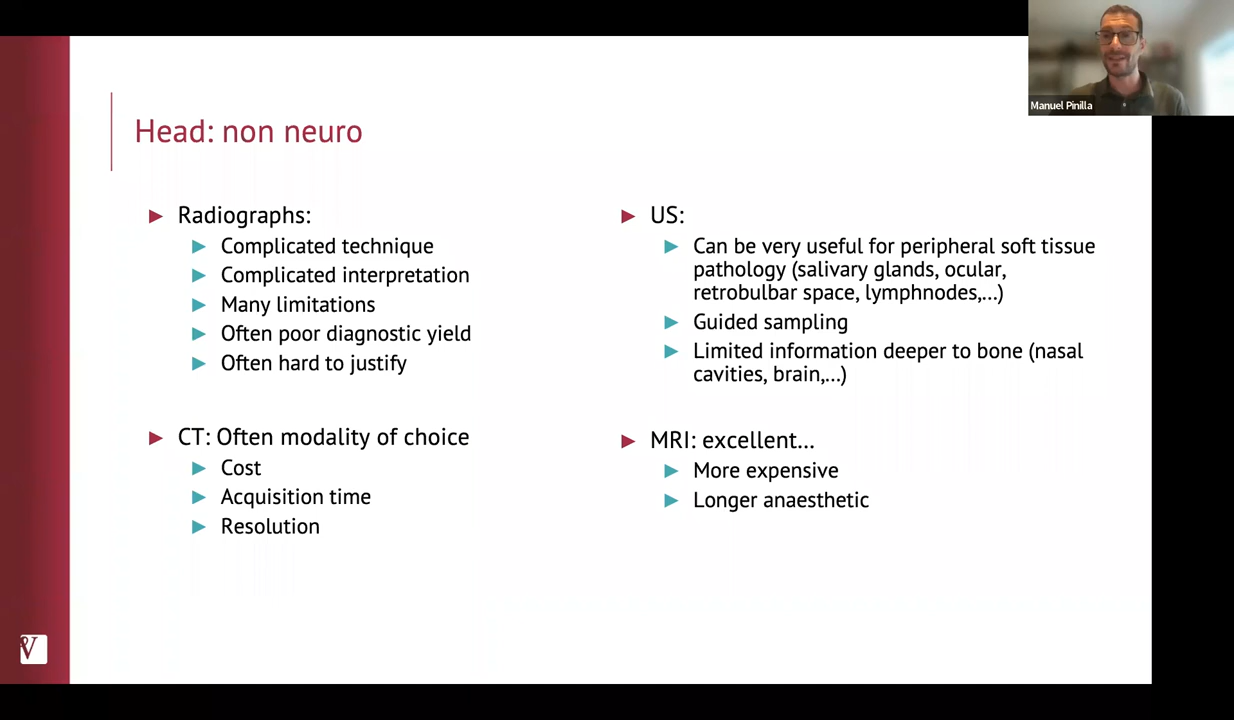 Manuel Pinilla
Head: non neuro
Radiographs:
Complicated technique
Complicated interpretation
Many limitations
Often poor diagnostic yield
Often hard to justify
CT: Often modality of choice
Cost
Acquisition time
Resolution
US:
Can be very useful for peripheral soft tissue
pathology (salivary glands, ocular,
retrobulbar space, lymphnodes,...)
Guided sampling
Limited information deeper to bone (nasal
cavities, brain,...)
MRI: excellent...
More expensive
Longer anaesthetic
V